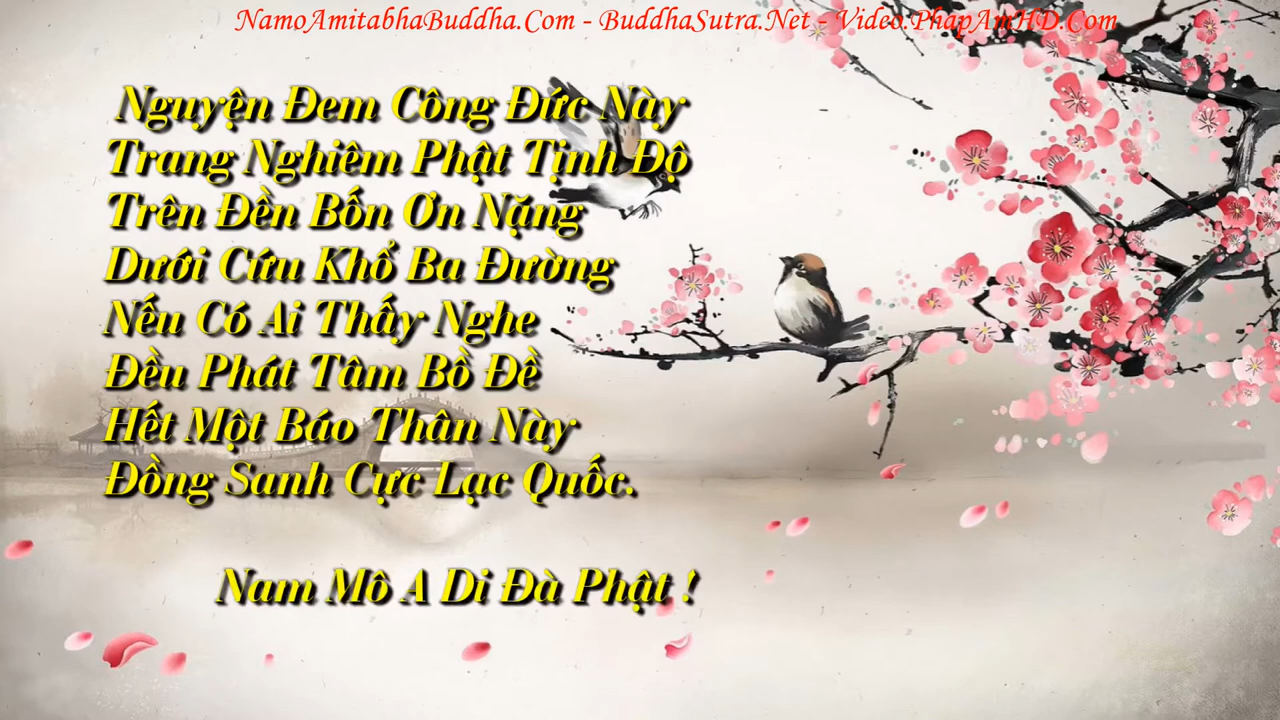 NamoAmitabhaBuddha.Com - BuddhaSutra.Net - Video.PhapAmHD.Com
Nguyện Đem Công Đức Này
Trang Nghiêm Phật Tịnh Độ
Trên Đền Bốn Ơn Nặng
Dưới Cứu Khổ Ba Đường
Nếu Có Ai Thấy Nghe
Đều Phát Tâm Bồ Đề
Hết Một Báo Thân Này
Đồng Sanh Cực Lạc Quốc.
Nam Mô A Di Đà Phật !